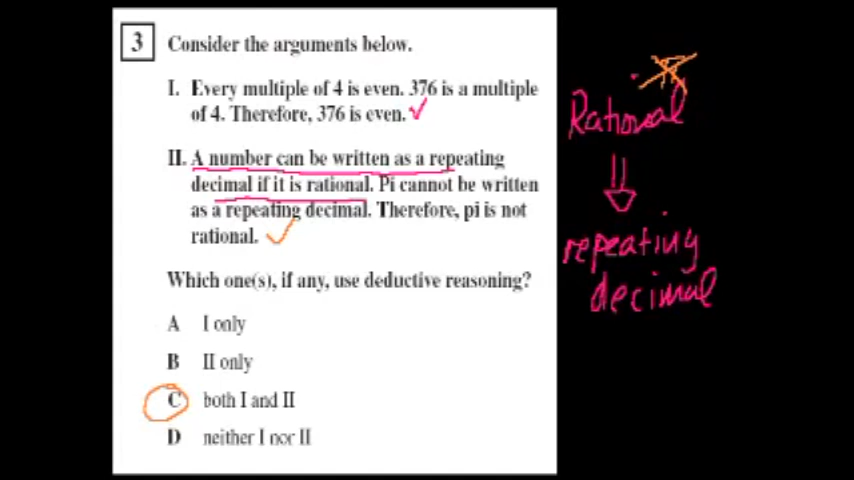 3 Consider the arguments below.
I. Every multiple of 4 is even. 376 is a multiple
of 4. Therefore, 376 is even.
II. A number can be written as a repeating
decimal if it is rational. Pi cannot be written
as a repeating decimal. Therefore, pi is not
rational.
Which one(s), if any, use deductive reasoning?
A I only
B II only
C both I and II
D neither I nor II
Rational
repeating
decimal